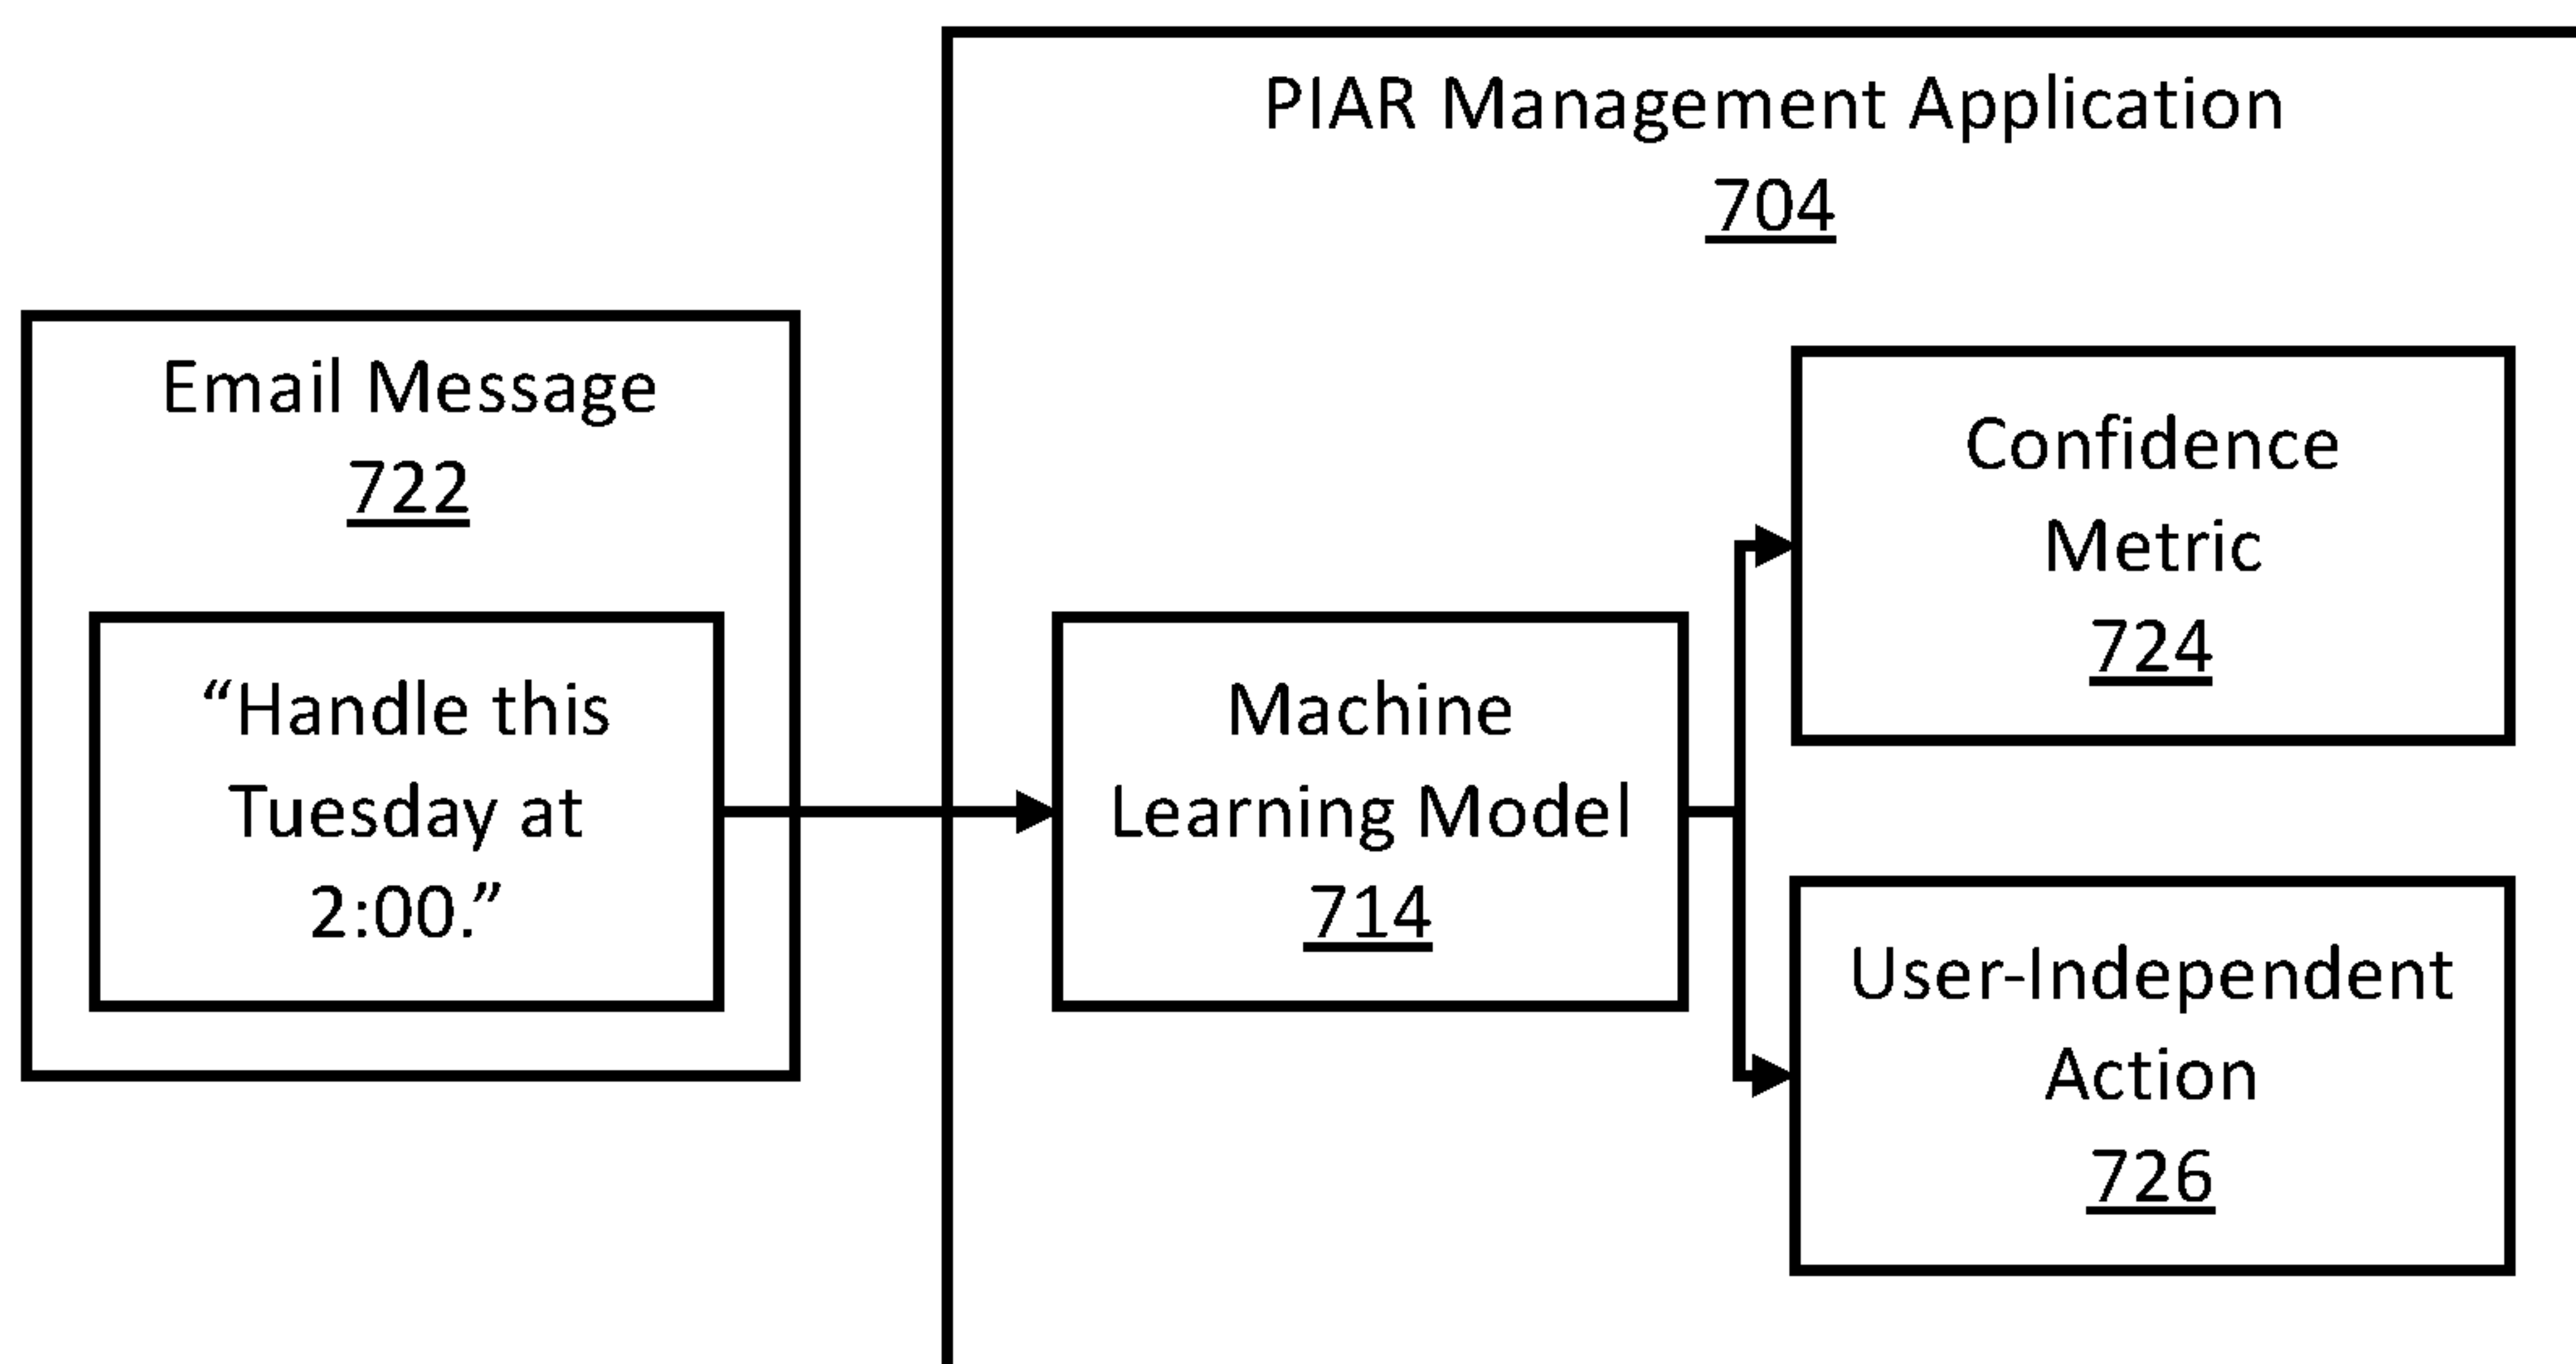 PIAR Management Application
704
Email Message
722
“Handle this
Tuesday at
2:00.”
Machine
Learning Model
714
Confidence
Metric
724
User-Independent
Action
726